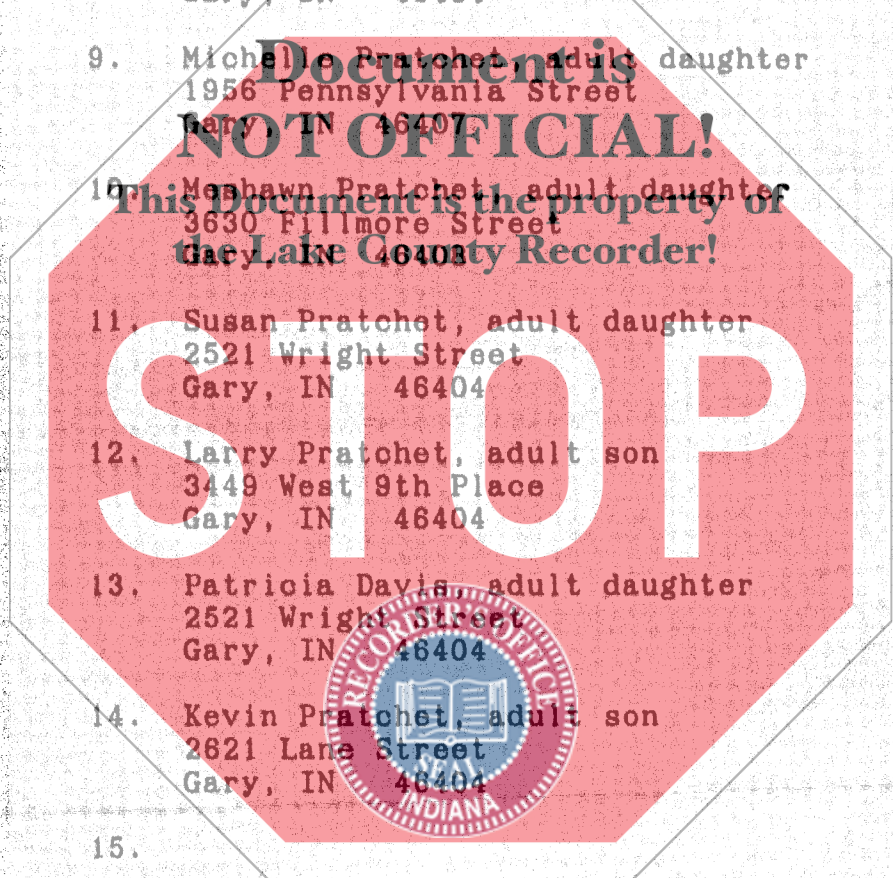 9. Michelle Pratchet, adult daughter
1956 Pennsylvania Street
Gary, IN 46407
Document is
NOT OFFICIAL!
This Document is the property of
the Lake County Recorder!
10. Meshawn Pratchet, adult daughter
3630 Fillmore Street
Gary, IN 46408
11. Susan Pratchet, adult daughter
2521 Wright Street
Gary, IN 46404
STOP
12. Larry Pratchet, adult son
3449 West 9th Place
Gary, IN 46404
13. Patricia Davis, adult daughter
2521 Wright Street
Gary, IN 46404
14. Kevin Pratchet, adult son
2621 Lane Street
Gary, IN 46404
RECORDER'S OFFICE
SEAL
INDIANA
15.